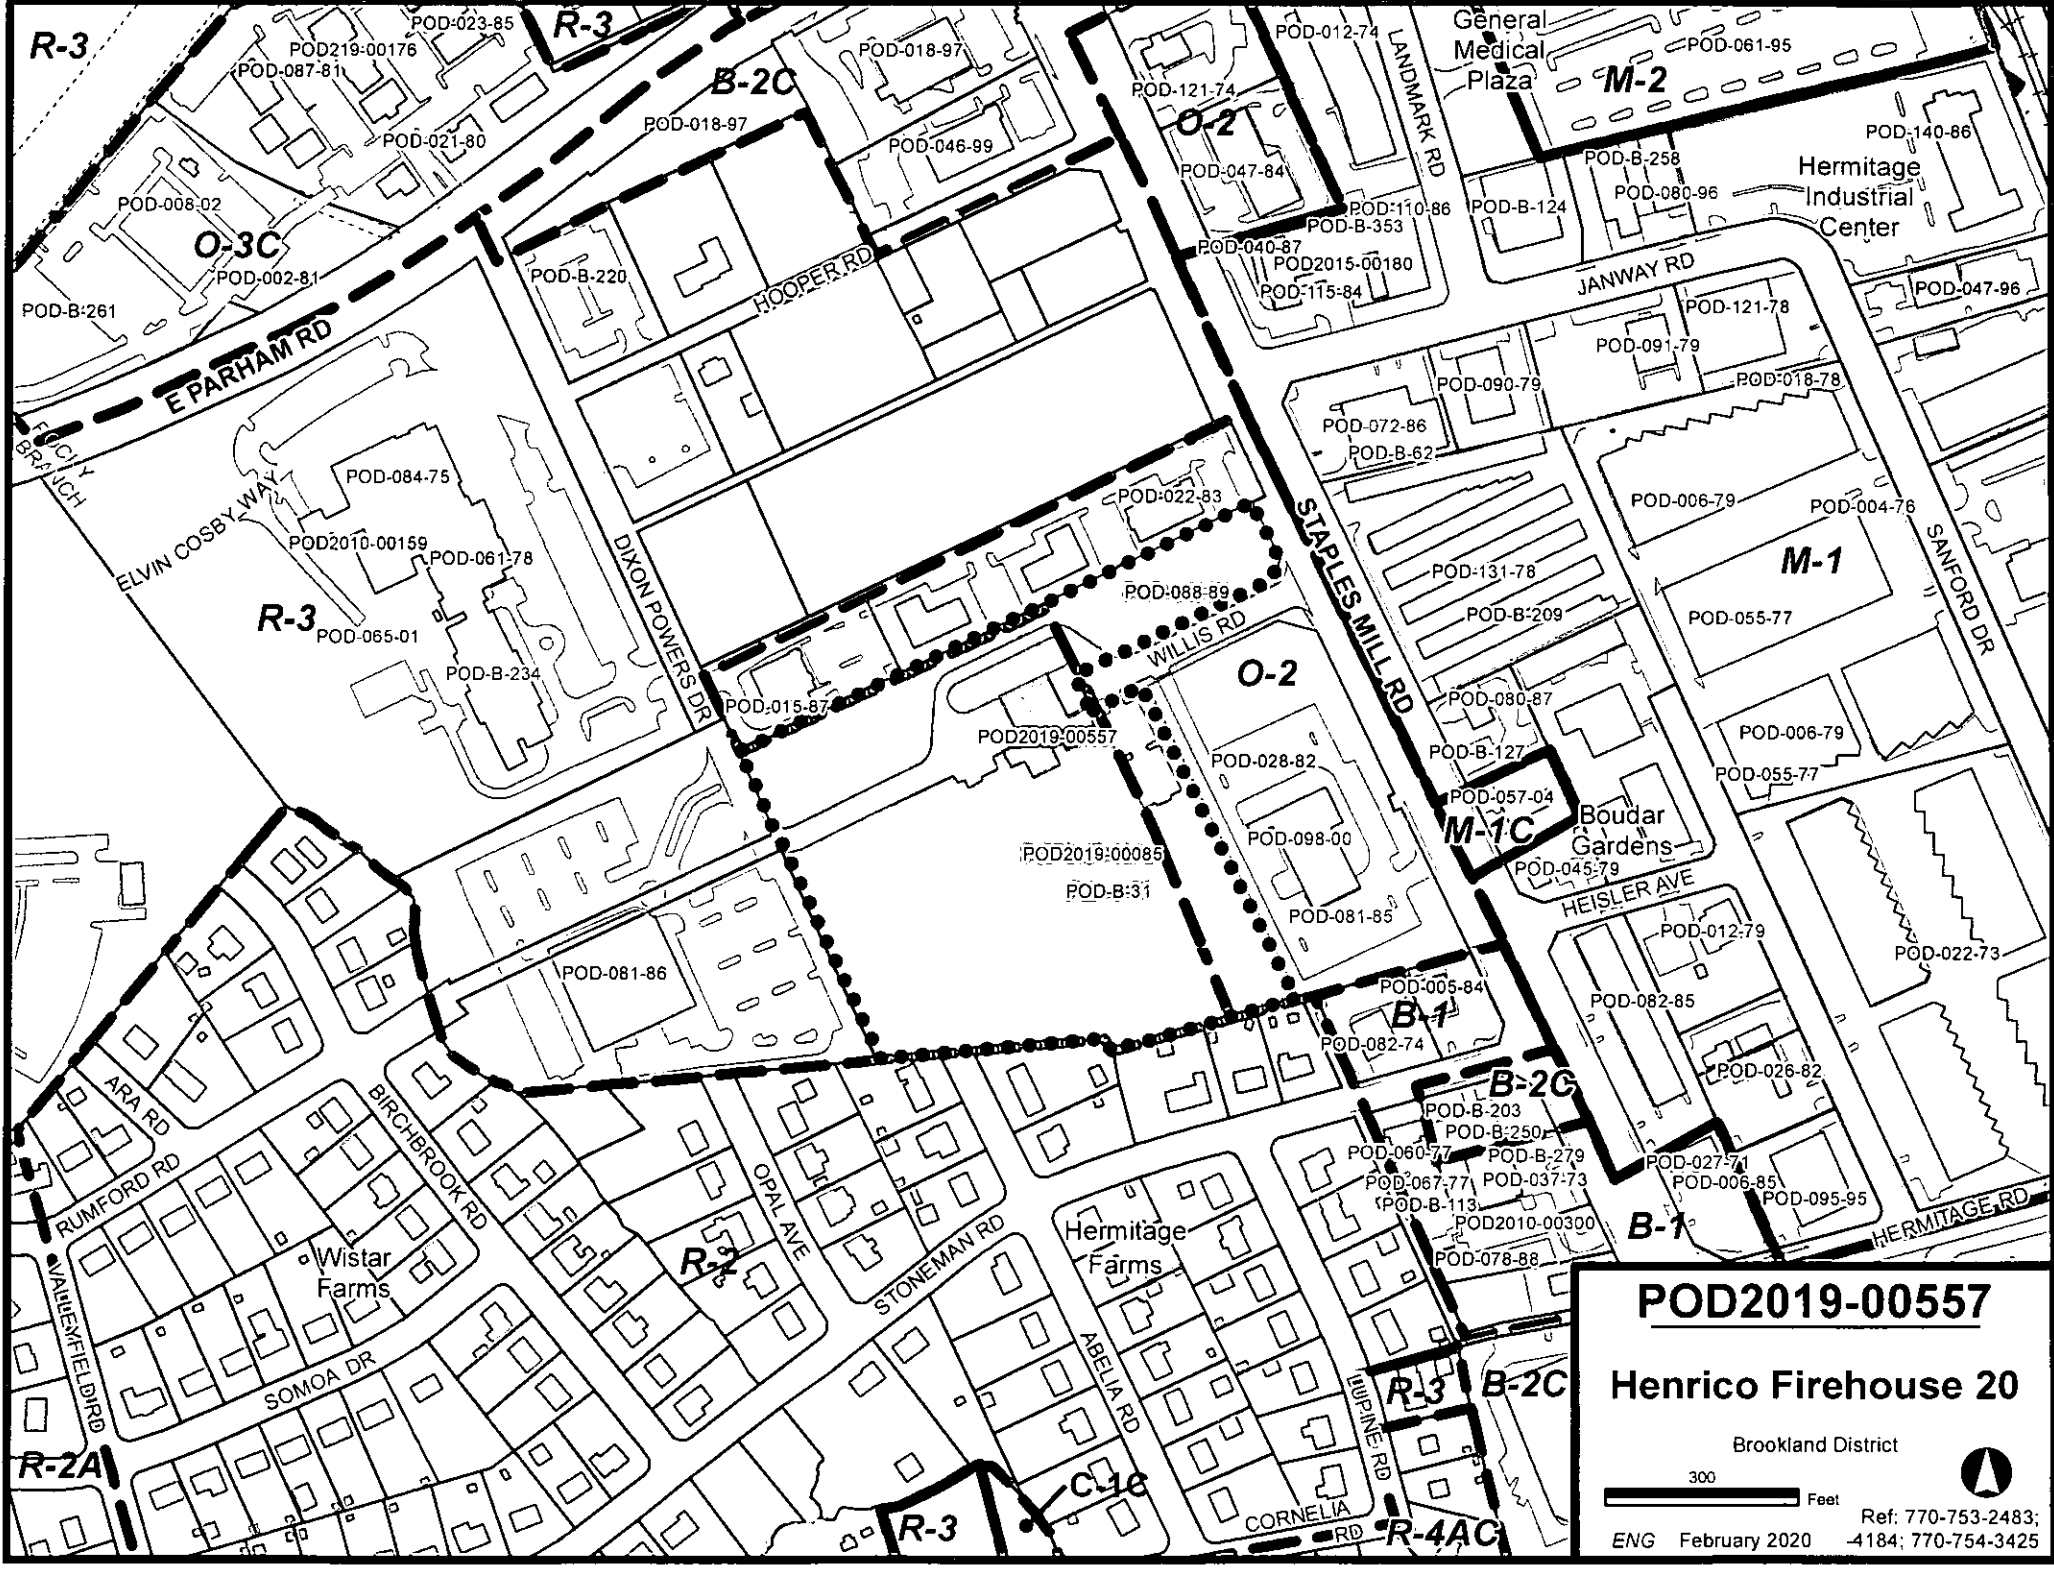 R-3
POD-023-85
R-3
POD219-00176
POD-087-81
POD-021-80
B-2C
POD-018-97
POD-018-97
POD-046-99
POD-012-74
POD-121-74
O-2
POD-047-84
LANDMARK RD
General
Medical
Plaza
POD-061-95
M-2
POD-140-86
POD-B-258
POD-080-96
Hermitage
Industrial
Center
POD-008-02
O-3C
POD-002-81
POD-B-261
POD-B-220
HOOPER RD
POD-110-86
POD-B-353
POD-B-124
POD-040-87
POD2015-00180
POD-115-84
JANWAY RD
POD-047-96
POD-121-78
POD-091-79
E PARHAM RD
POD-090-79
POD-018-78
POD-072-86
POD-B-62
BRANCH
POD-084-75
ELVIN COSBY WAY
POD2010-00159
POD-061-78
R-3
POD-065-01
POD-B-234
DIXON POWERS DR
POD-022-83
STAPLES MILL RD
POD-006-79
POD-004-76
SANFORD DR
M-1
POD-131-78
POD-088-89
POD-B-209
POD-055-77
WILLIS RD
O-2
POD-015-87
POD2019-00557
POD-080-87
POD-028-82
POD-B-127
POD-006-79
POD-055-77
POD-057-04
M-1C
Boudar
Gardens
POD-098-00
POD2019-00085
POD-B-31
POD-045-79
HEISLER AVE
POD-081-85
POD-012-79
POD-022-73
POD-081-86
POD-005-84
B-1
POD-082-85
POD-082-74
POD-026-82
B-2C
ARA RD
BIRCHBROOK RD
POD-B-203
POD-B-250
POD-060-77
POD-B-279
POD-027-71
RUMFORD RD
OPAL AVE
POD-067-77
POD-037-73
POD-006-85
POD-095-95
POD-B-113
POD2010-00300
B-1
HERMITAGE RD
Hermitage
Farms
STONEMAN RD
Wistar
Farms
R-2
POD-078-88
VALLEYFIELD RD
SOMOA DR
ABELIA RD
LUPINE RD
R-3
B-2C
R-2A
C-1C
R-3
CORNELIA
RD
R-4AC
POD2019-00557
Henrico Firehouse 20
Brookland District
300
Feet
Ref: 770-753-2483;
ENG February 2020 -4184; 770-754-3425